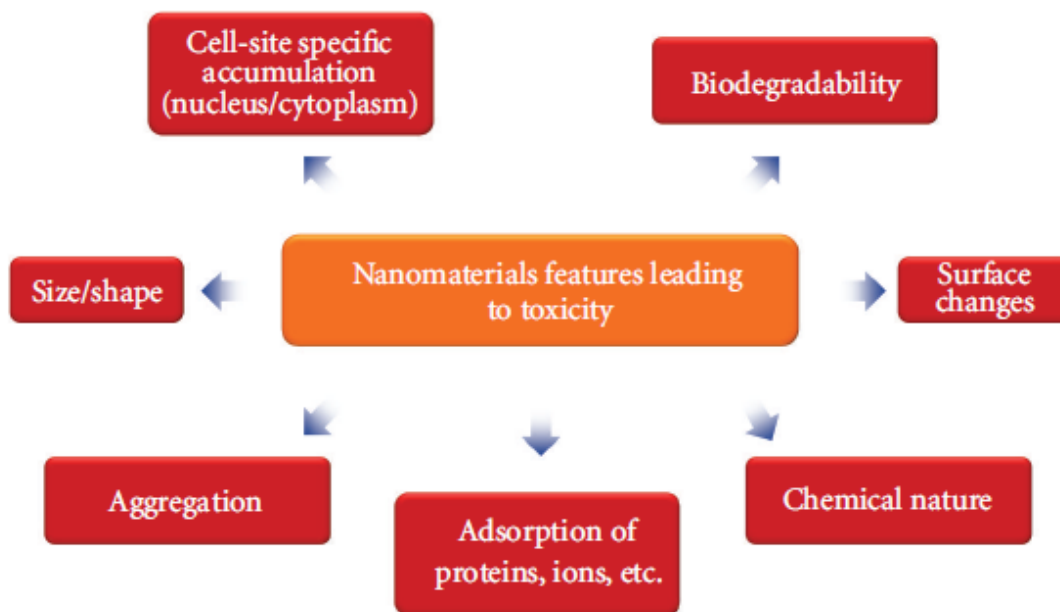 Cell-site specific
accumulation
(nucleus/cytoplasm)
Biodegradability
Size/shape
Nanomaterials features leading
to toxicity
Surface
changes
Aggregation
Adsorption of
proteins, ions, etc.
Chemical nature